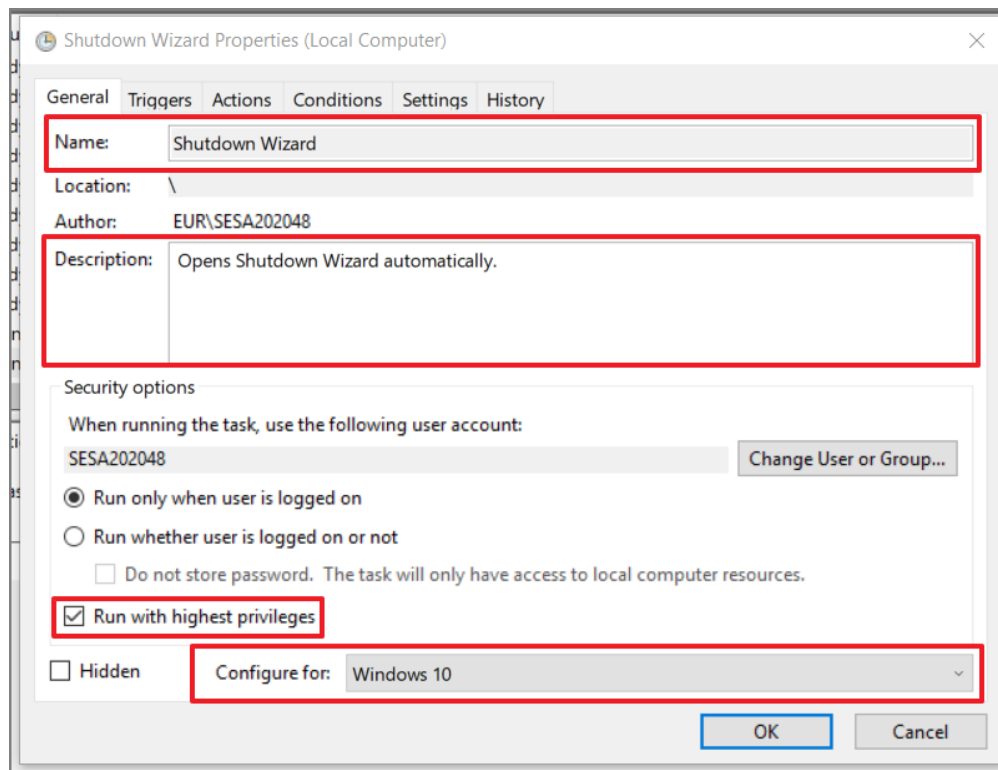 Shutdown Wizard Properties (Local Computer)
General Triggers Actions Conditions Settings History
Name: Shutdown Wizard
Location: \
Author: EUR\SESA202048
Description: Opens Shutdown Wizard automatically.
Security options
When running the task, use the following user account:
SESA202048 Change User or Group...
Run only when user is logged on
Run whether user is logged on or not
Do not store password. The task will only have access to local computer resources.
Run with highest privileges
Hidden Configure for: Windows 10
OK Cancel